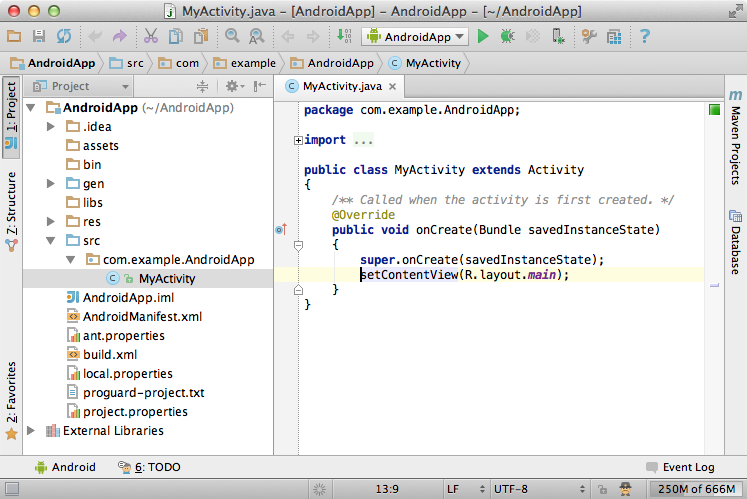 MyActivity.java – [AndroidApp] – AndroidApp – [~/AndroidApp]
AndroidApp
AndroidApp src com example AndroidApp MyActivity
1: Project
Z: Structure
2: Favorites
Project
AndroidApp (~/AndroidApp)
.idea
assets
bin
gen
libs
res
src
com.example.AndroidApp
MyActivity
AndroidApp.iml
AndroidManifest.xml
ant.properties
build.xml
local.properties
proguard-project.txt
project.properties
External Libraries
MyActivity.java
package com.example.AndroidApp;
import ...
public class MyActivity extends Activity
{
/** Called when the activity is first created. */
@Override
public void onCreate(Bundle savedInstanceState)
{
super.onCreate(savedInstanceState);
setContentView(R.layout.main);
}
}
Maven Projects
Database
Android 6: TODO Event Log
13:9 LF UTF-8 250M of 666M